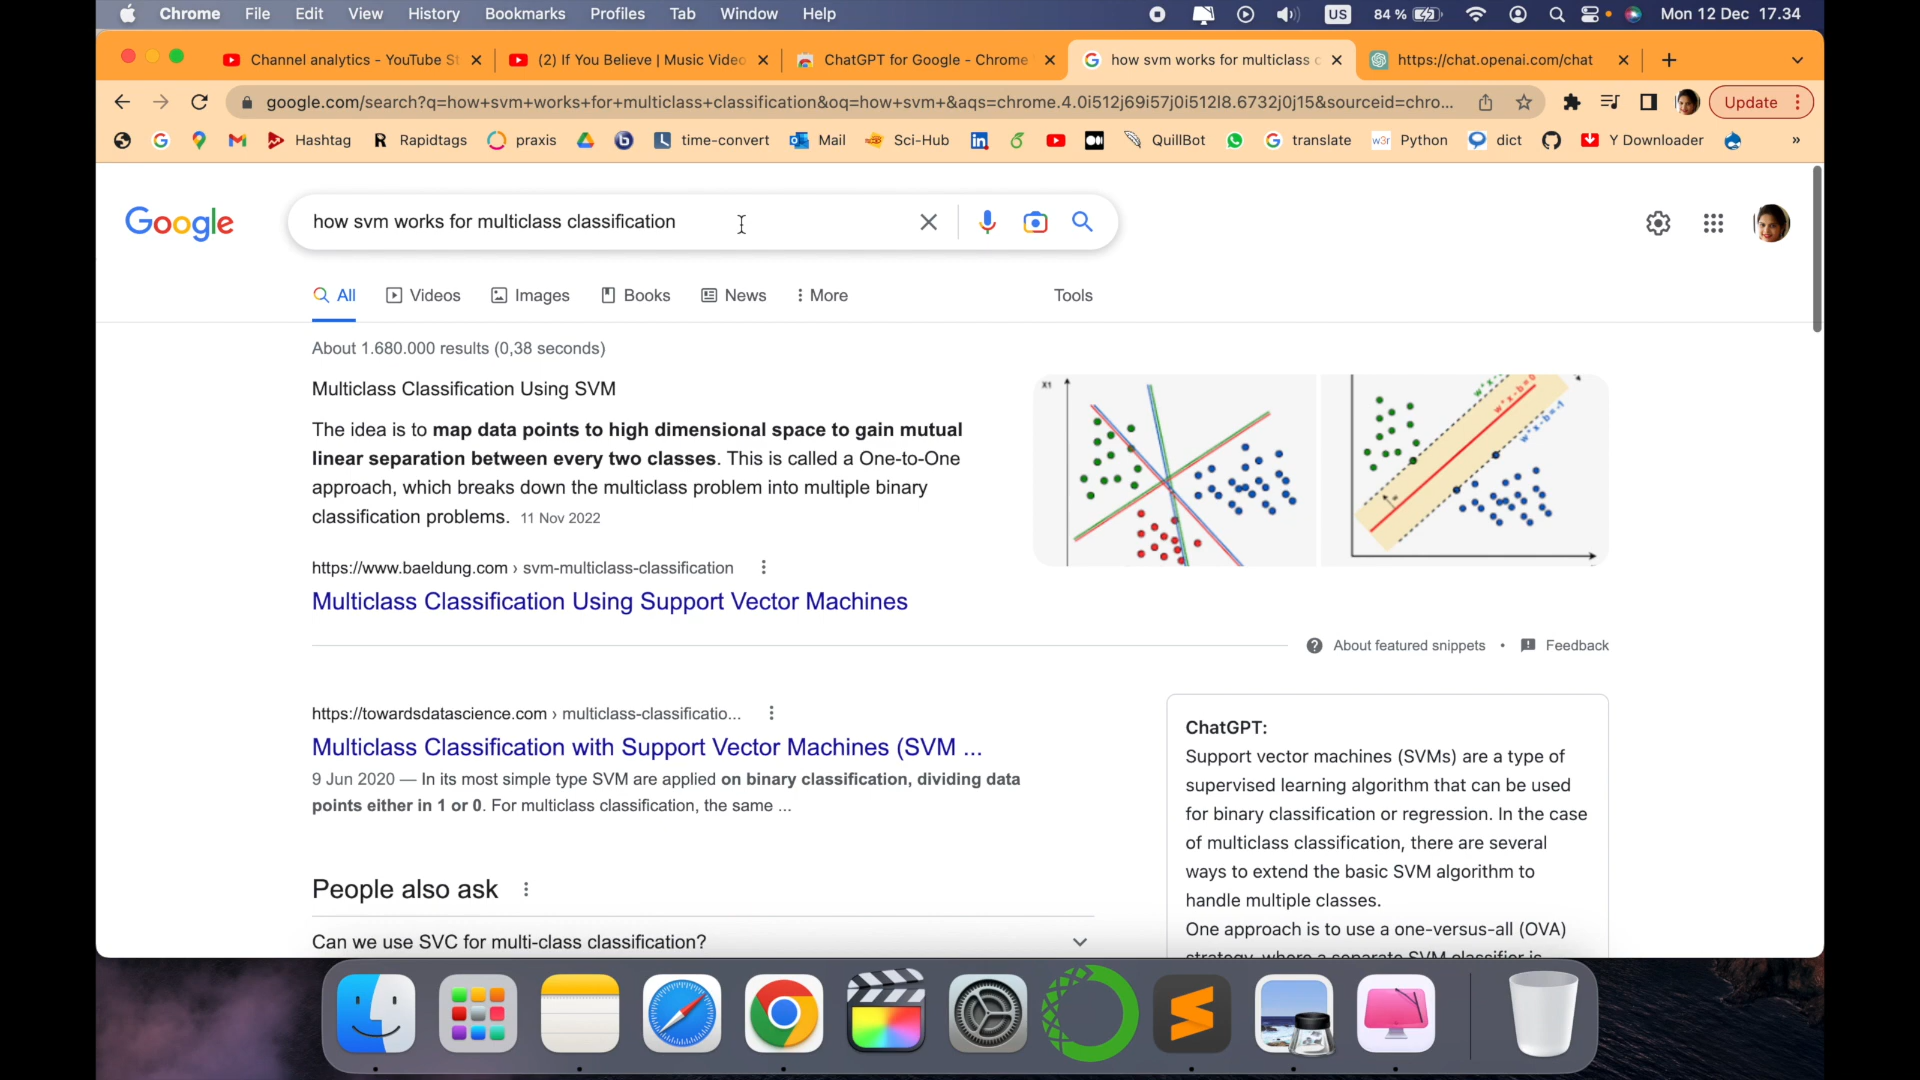 Chrome File Edit View History Bookmarks Profiles Tab Window Help US 84 % Mon 12 Dec 17.34
Channel analytics - YouTube St (2) If You Believe | Music Video ChatGPT for Google - Chrome how svm works for multiclass c https://chat.openai.com/chat
google.com/search?q=how+svm+works+for+multiclass+classification&oq=how+svm+&aqs=chrome.4.0i512j69i57j0i512l8.6732j0j15&sourceid=chro... Update
Hashtag R Rapidtags praxis time-convert Mail Sci-Hub QuillBot translate w3r Python dict Y Downloader »
Google
how svm works for multiclass classification
All Videos Images Books News More Tools
About 1.680.000 results (0,38 seconds)
Multiclass Classification Using SVM
The idea is to map data points to high dimensional space to gain mutual
linear separation between every two classes. This is called a One-to-One
approach, which breaks down the multiclass problem into multiple binary
classification problems. 11 Nov 2022
X1
w*x-b=0
w*x-b=-1
https://www.baeldung.com › svm-multiclass-classification
Multiclass Classification Using Support Vector Machines
About featured snippets • Feedback
https://towardsdatascience.com › multiclass-classificatio...
Multiclass Classification with Support Vector Machines (SVM ...
9 Jun 2020 — In its most simple type SVM are applied on binary classification, dividing data
points either in 1 or 0. For multiclass classification, the same ...
People also ask
Can we use SVC for multi-class classification?
ChatGPT:
Support vector machines (SVMs) are a type of
supervised learning algorithm that can be used
for binary classification or regression. In the case
of multiclass classification, there are several
ways to extend the basic SVM algorithm to
handle multiple classes.
One approach is to use a one-versus-all (OVA)
strategy, where a separate SVM classifier is